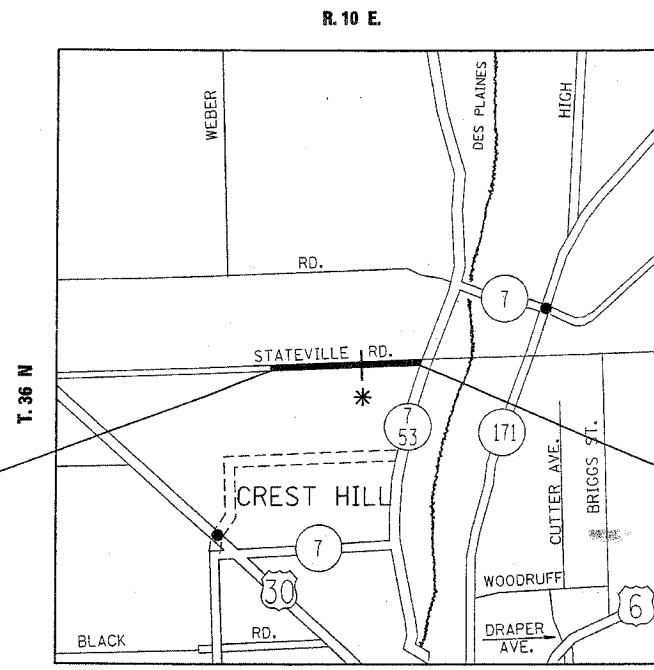 R. 10 E.
WEBER
DES PLAINES
HIGH
RD.
7
STATEVILLE RD.
*
T. 36 N
7
53
171
CUTTER AVE.
BRIGGS ST.
CREST HILL
7
30
WOODRUFF
6
DRAPER
AVE.
BLACK RD.